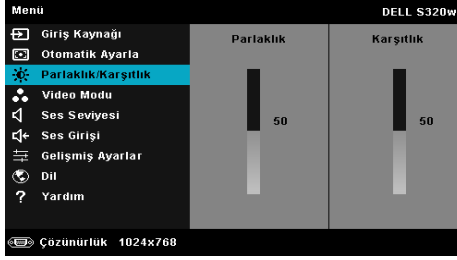 Menü
DELL S320w
Giriş Kaynağı
Otomatik Ayarla
Parlaklık/Karşıtlık
Video Modu
Ses Seviyesi
Ses Girişi
Gelişmiş Ayarlar
Dil
Yardım
Parlaklık
Karşıtlık
50
50
Çözünürlük 1024x768